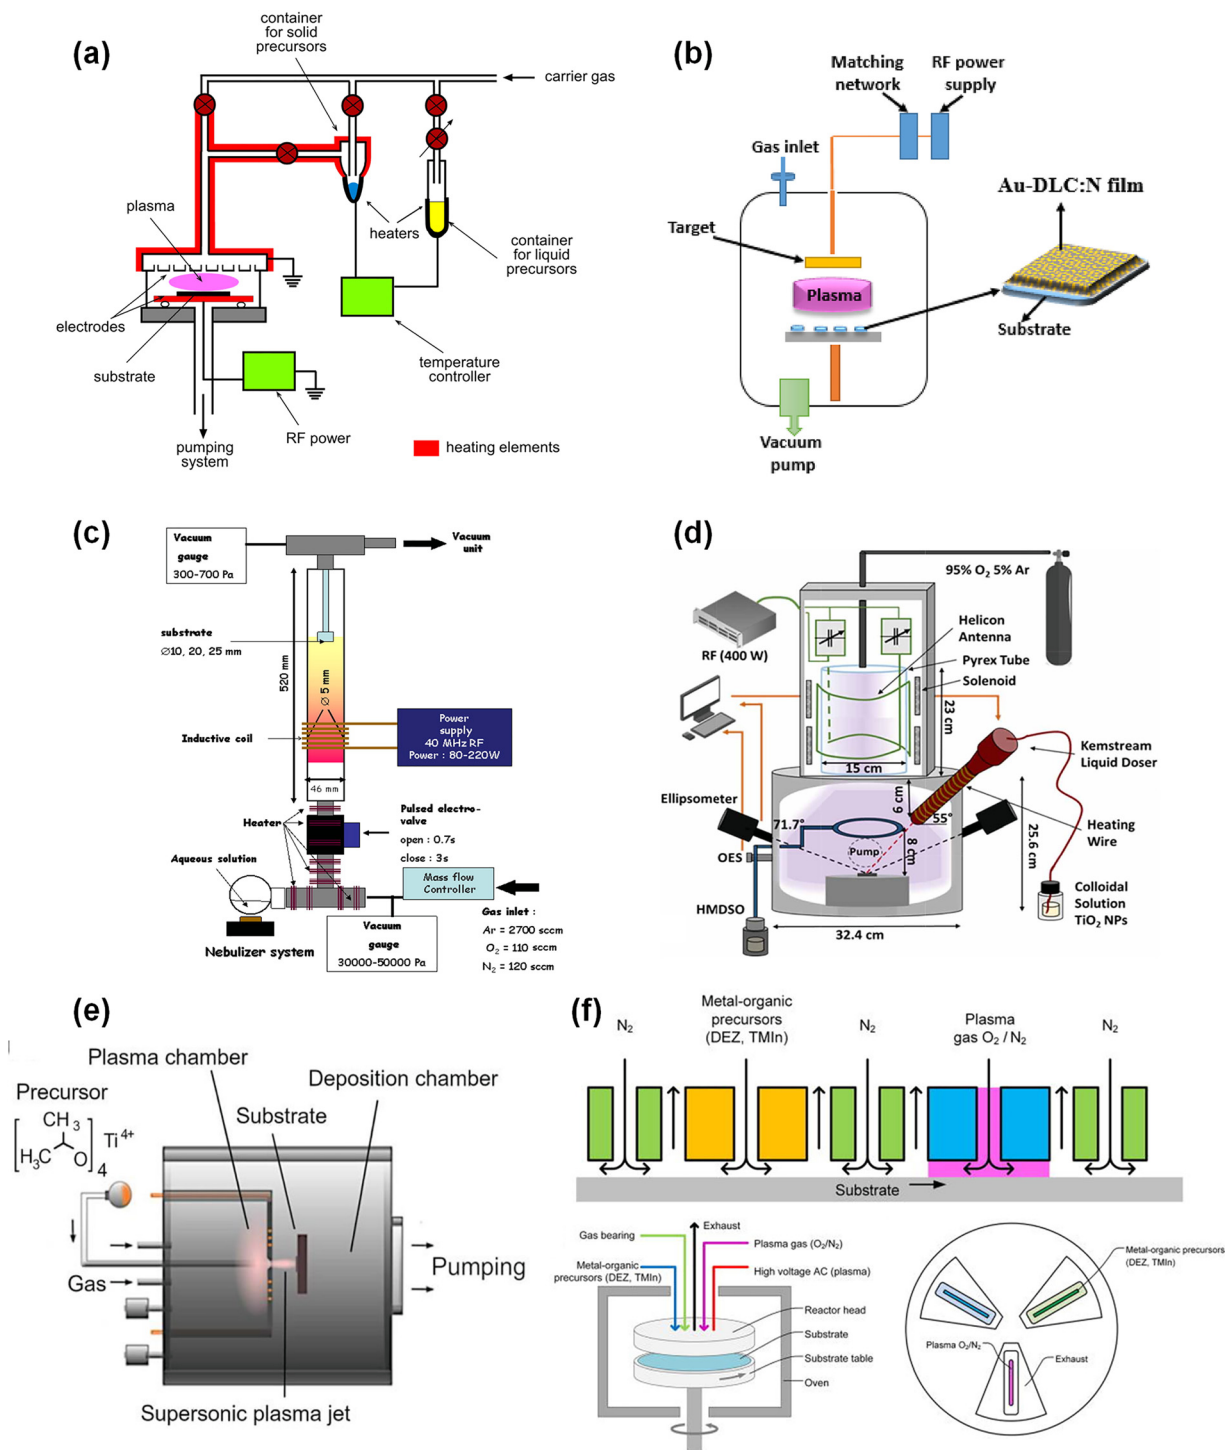 (a)
container
for solid
precursors
carrier gas
plasma
heaters
container
for liquid
precursors
electrodes
substrate
temperature
controller
RF power
pumping
system
heating elements
(b)
Matching
network
RF power
supply
Gas inlet
Au-DLC:N film
Target
Plasma
Substrate
Vacuum
pump
(c)
Vacuum
gauge
300-700 Pa
Vacuum
unit
substrate
∅10, 20, 25 mm
520 mm
∅ 5 mm
Inductive coil
Power
supply
40 MHz RF
Power : 80-220W
46 mm
Heater
Pulsed electro-
valve
open : 0.7s
close : 3s
Aqueous solution
Mass flow
Controller
Nebulizer system
Vacuum
gauge
30000-50000 Pa
Gas inlet :
Ar = 2700 sccm
O₂ = 110 sccm
N₂ = 120 sccm
(d)
95% O₂ 5% Ar
RF (400 W)
Helicon
Antenna
Pyrex Tube
Solenoid
23 cm
15 cm
Kemstream
Liquid Doser
Ellipsometer
71.7°
6 cm
55°
Pump
8 cm
Heating
Wire
25.6 cm
OES
HMDSO
32.4 cm
Colloidal
Solution
TiO₂ NPs
(e)
Plasma chamber
Deposition chamber
Precursor
Substrate
CH₃
H₃C
O
4
Ti⁴⁺
Gas
Pumping
Supersonic plasma jet
(f)
N₂
Metal-organic
precursors
(DEZ, TMIn)
N₂
Plasma
gas O₂ / N₂
N₂
Substrate
Exhaust
Gas bearing
Plasma gas (O₂/N₂)
Metal-organic
precursors (DEZ, TMIn)
High voltage AC (plasma)
Reactor head
Substrate
Substrate table
Oven
Metal-organic precursors
(DEZ, TMIn)
Plasma O₂/N₂
Exhaust